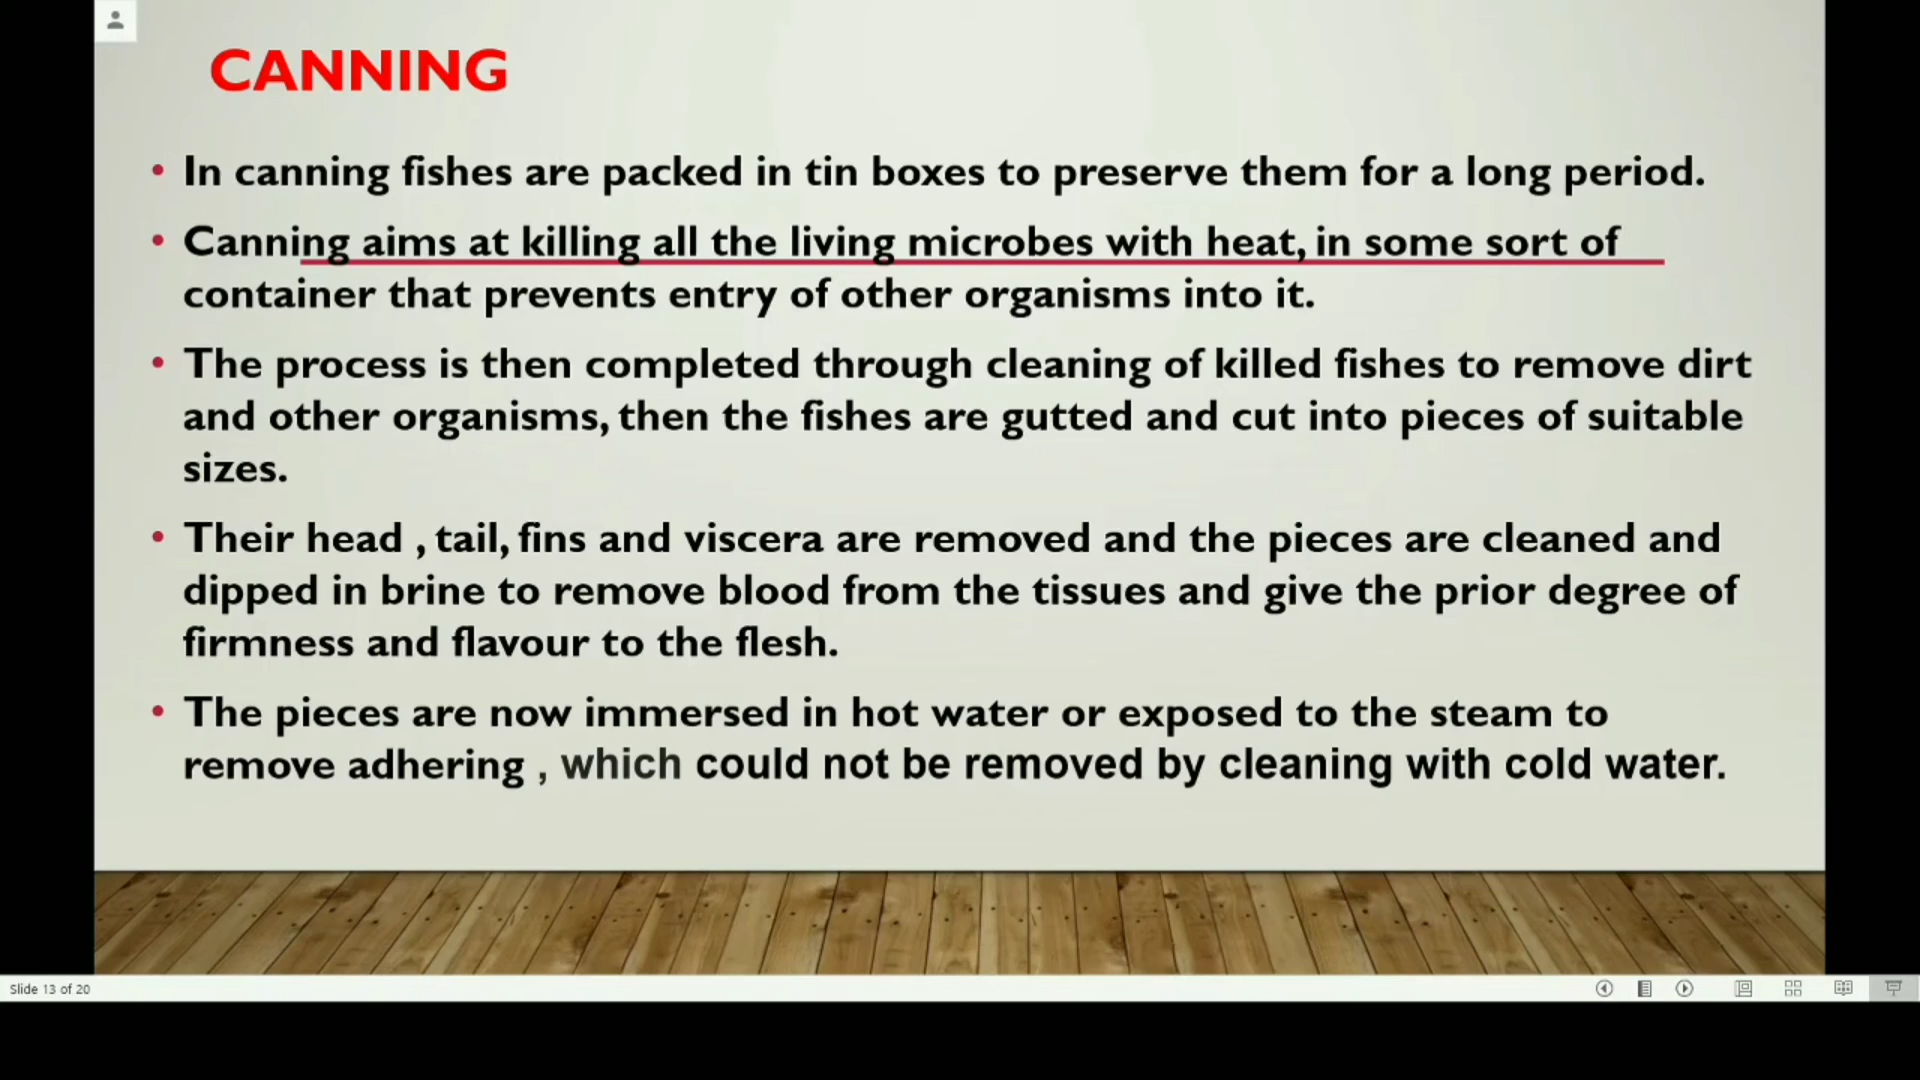 CANNING
• In canning fishes are packed in tin boxes to preserve them for a long period.
• Canning aims at killing all the living microbes with heat, in some sort of
container that prevents entry of other organisms into it.
• The process is then completed through cleaning of killed fishes to remove dirt
and other organisms, then the fishes are gutted and cut into pieces of suitable
sizes.
• Their head , tail, fins and viscera are removed and the pieces are cleaned and
dipped in brine to remove blood from the tissues and give the prior degree of
firmness and flavour to the flesh.
• The pieces are now immersed in hot water or exposed to the steam to
remove adhering , which could not be removed by cleaning with cold water.
Slide 13 of 20